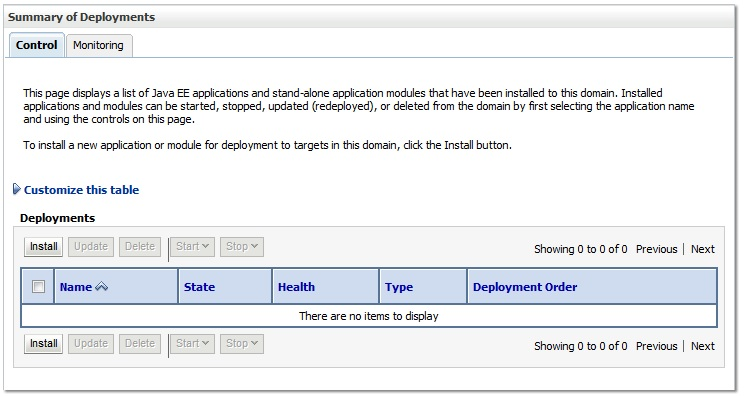 Summary of Deployments
Control Monitoring
This page displays a list of Java EE applications and stand-alone application modules that have been installed to this domain. Installed
applications and modules can be started, stopped, updated (redeployed), or deleted from the domain by first selecting the application name
and using the controls on this page.
To install a new application or module for deployment to targets in this domain, click the Install button.
Customize this table
Deployments
Install Update Delete Start Stop Showing 0 to 0 of 0 Previous | Next
Name State Health Type Deployment Order
There are no items to display
Install Update Delete Start Stop Showing 0 to 0 of 0 Previous | Next